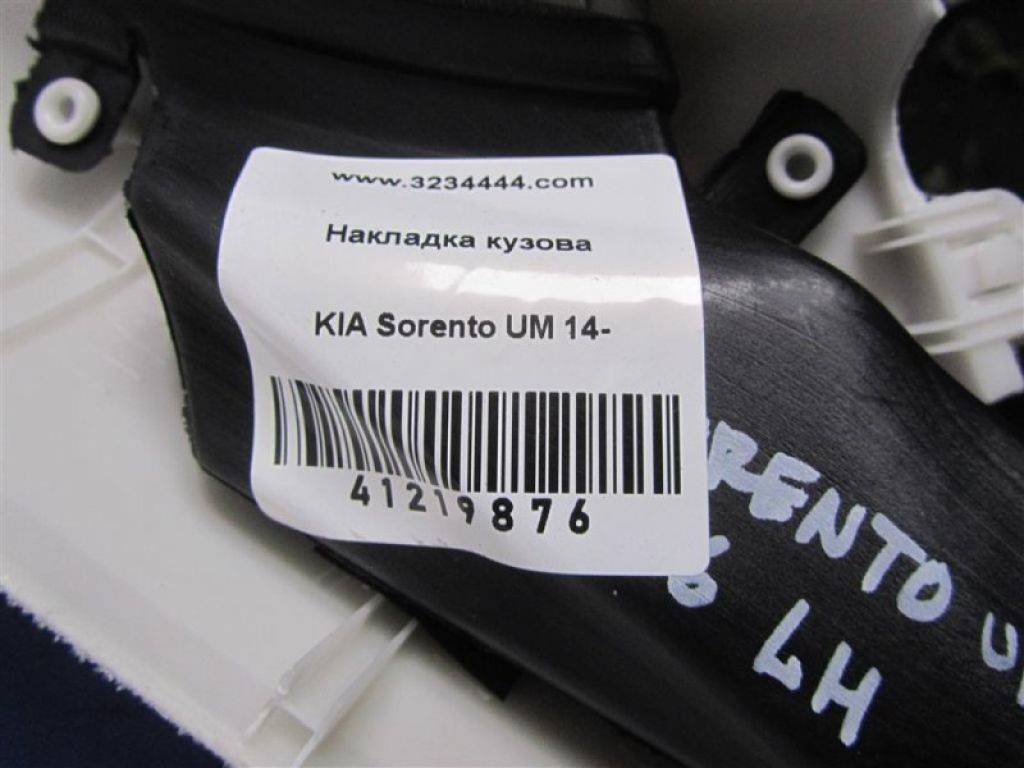 www.3234444.com
Накладка кузова
KIA Sorento UM 14-
41219876
LH